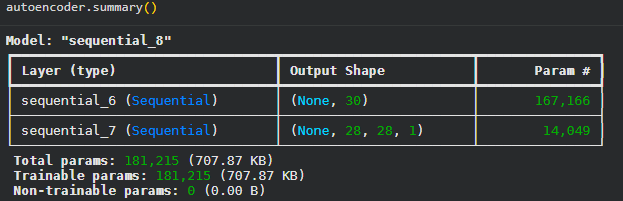 autoencoder.summary()
Model: "sequential_8"
Layer (type) Output Shape Param #
sequential_6 (Sequential) (None, 30) 167,166
sequential_7 (Sequential) (None, 28, 28, 1) 14,049
Total params: 181,215 (707.87 KB)
Trainable params: 181,215 (707.87 KB)
Non-trainable params: 0 (0.00 B)